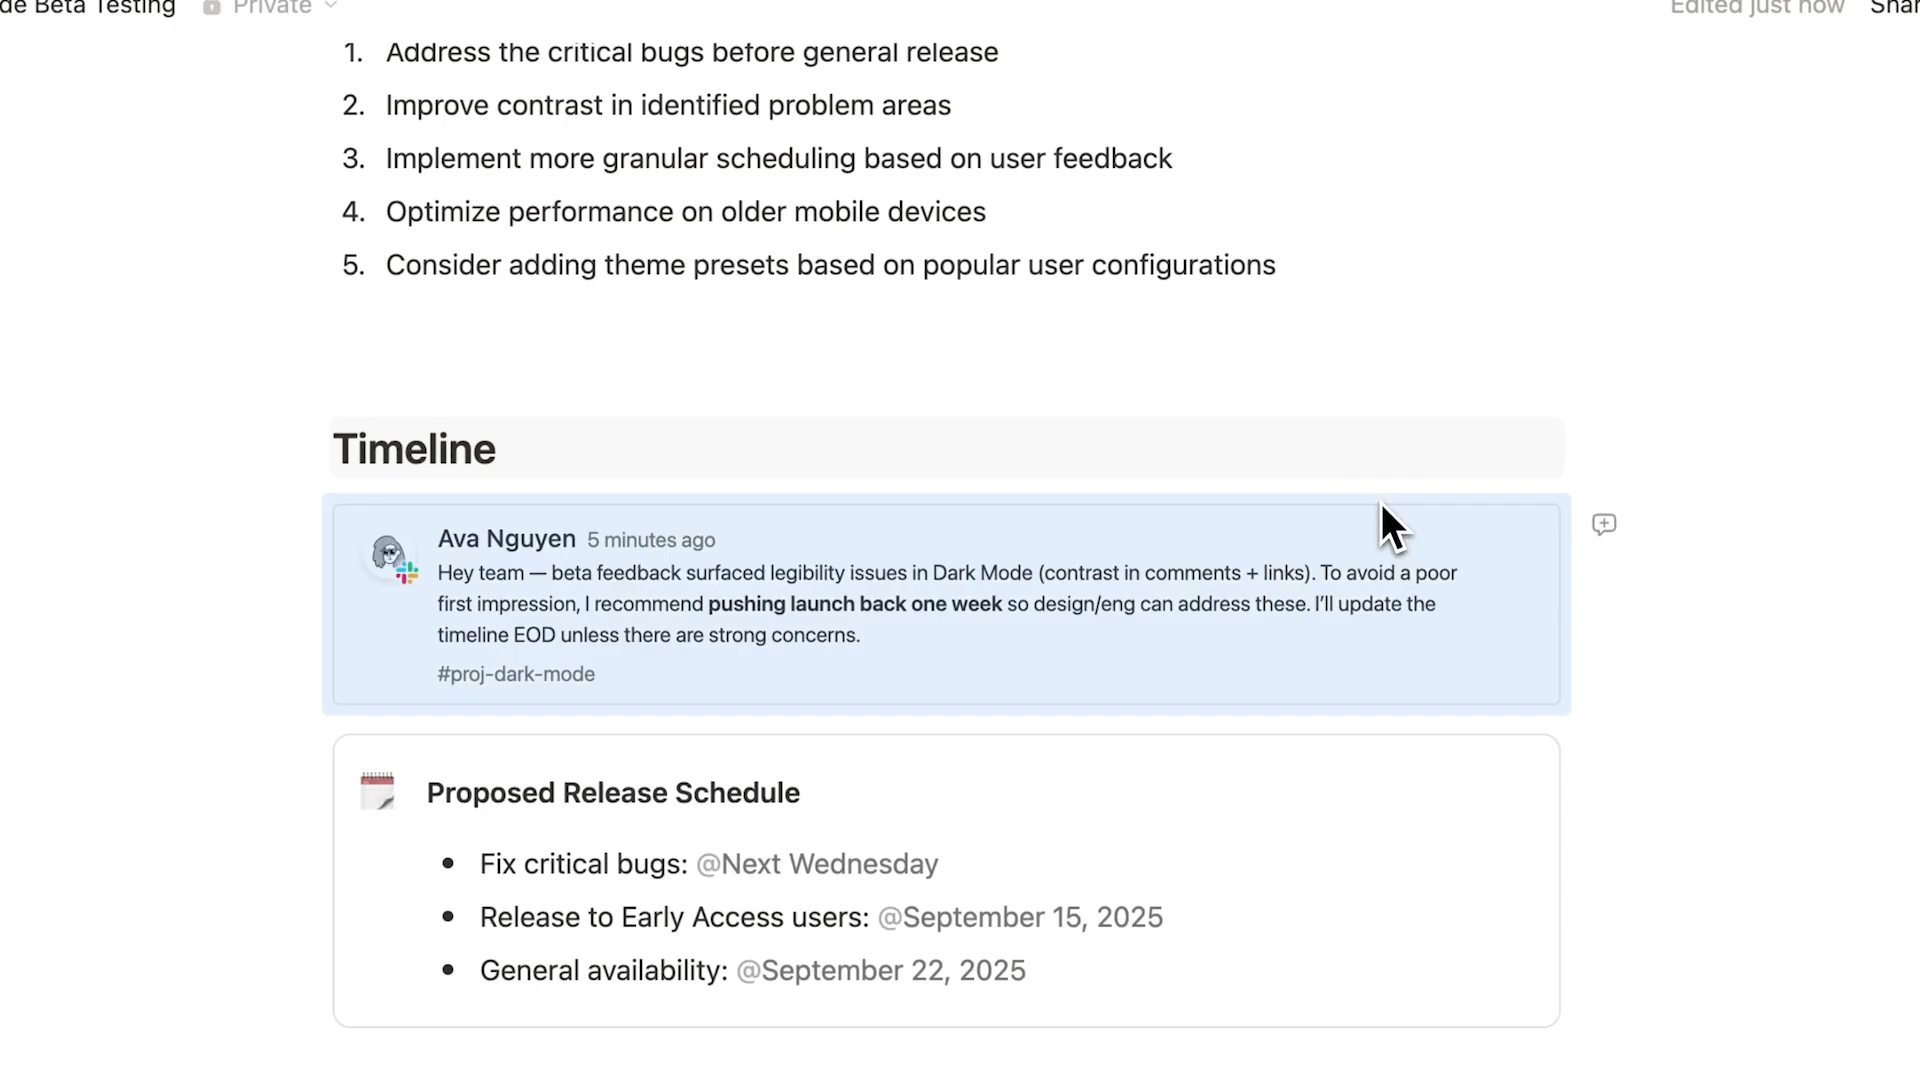 de Beta Testing Private Edited just now Shar
1. Address the critical bugs before general release
2. Improve contrast in identified problem areas
3. Implement more granular scheduling based on user feedback
4. Optimize performance on older mobile devices
5. Consider adding theme presets based on popular user configurations
Timeline
Ava Nguyen 5 minutes ago
Hey team — beta feedback surfaced legibility issues in Dark Mode (contrast in comments + links). To avoid a poor
first impression, I recommend pushing launch back one week so design/eng can address these. I’ll update the
timeline EOD unless there are strong concerns.
#proj-dark-mode
Proposed Release Schedule
• Fix critical bugs: @Next Wednesday
• Release to Early Access users: @September 15, 2025
• General availability: @September 22, 2025